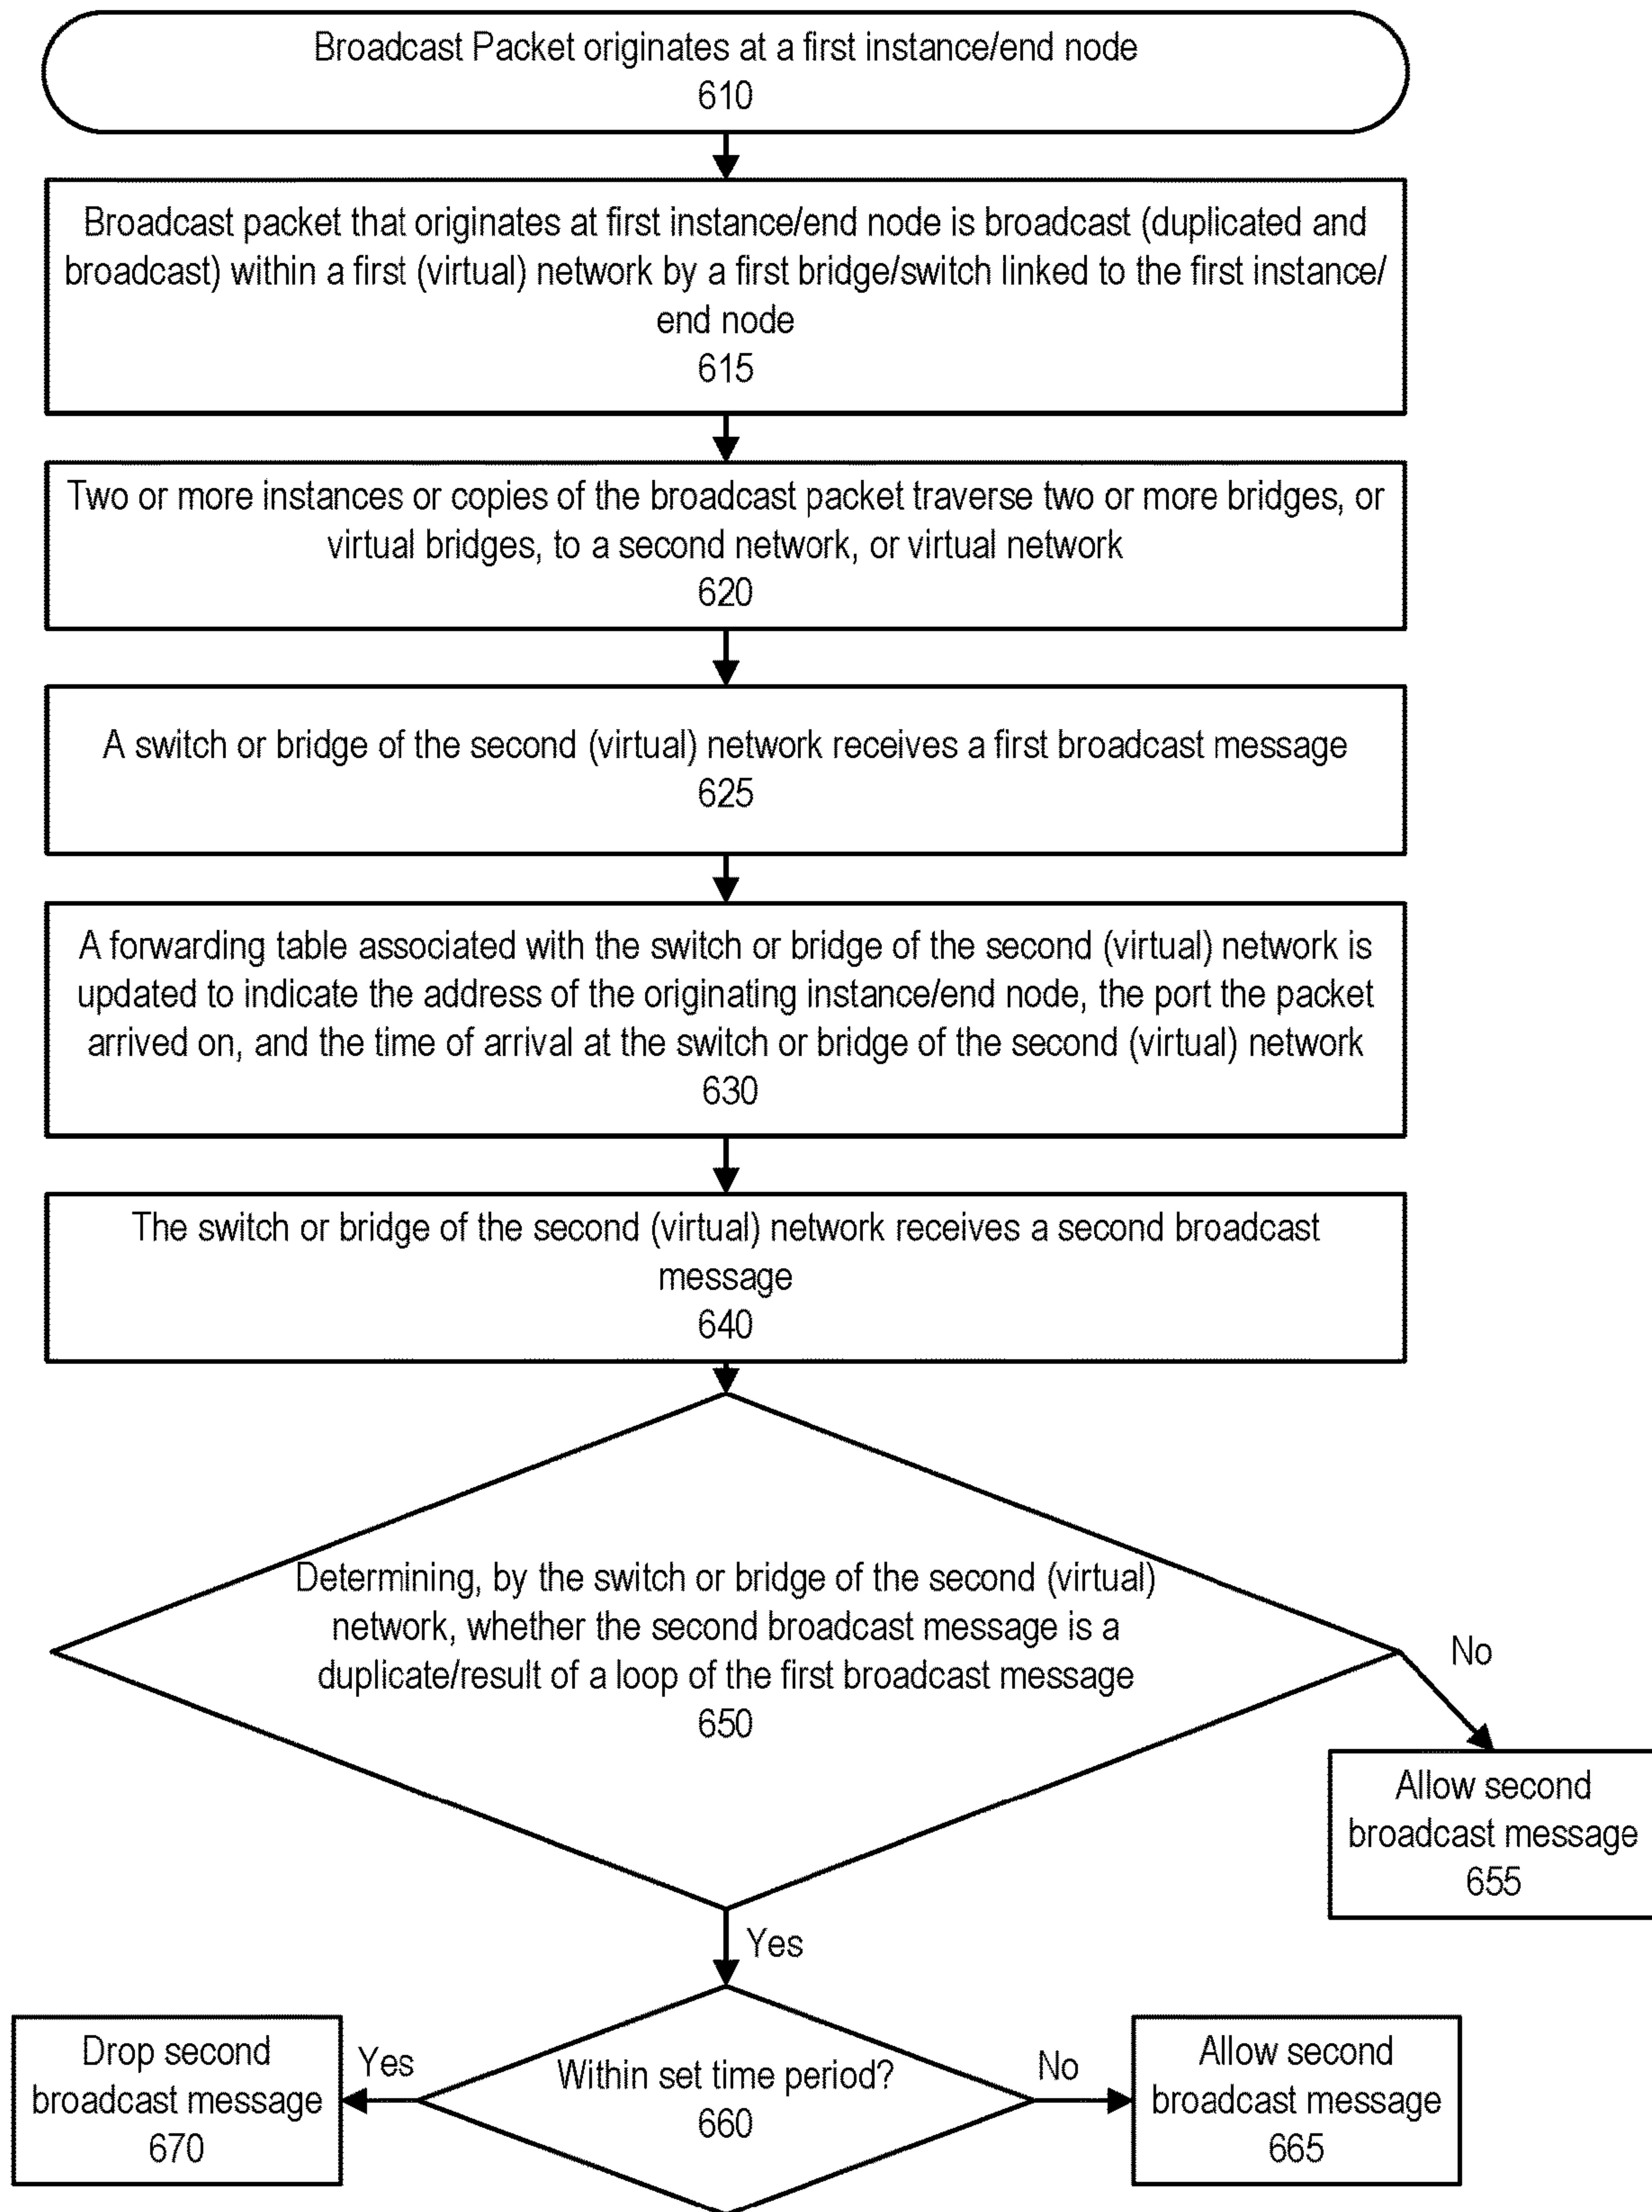 Broadcast Packet originates at a first instance/end node
610
Broadcast packet that originates at first instance/end node is broadcast (duplicated and
broadcast) within a first (virtual) network by a first bridge/switch linked to the first instance/
end node
615
Two or more instances or copies of the broadcast packet traverse two or more bridges, or
virtual bridges, to a second network, or virtual network
620
A switch or bridge of the second (virtual) network receives a first broadcast message
625
A forwarding table associated with the switch or bridge of the second (virtual) network is
updated to indicate the address of the originating instance/end node, the port the packet
arrived on, and the time of arrival at the switch or bridge of the second (virtual) network
630
The switch or bridge of the second (virtual) network receives a second broadcast
message
640
Determining, by the switch or bridge of the second (virtual)
network, whether the second broadcast message is a
duplicate/result of a loop of the first broadcast message
650
No
Allow second
broadcast message
655
Yes
Within set time period?
660
Yes
Drop second
broadcast message
670
No
Allow second
broadcast message
665